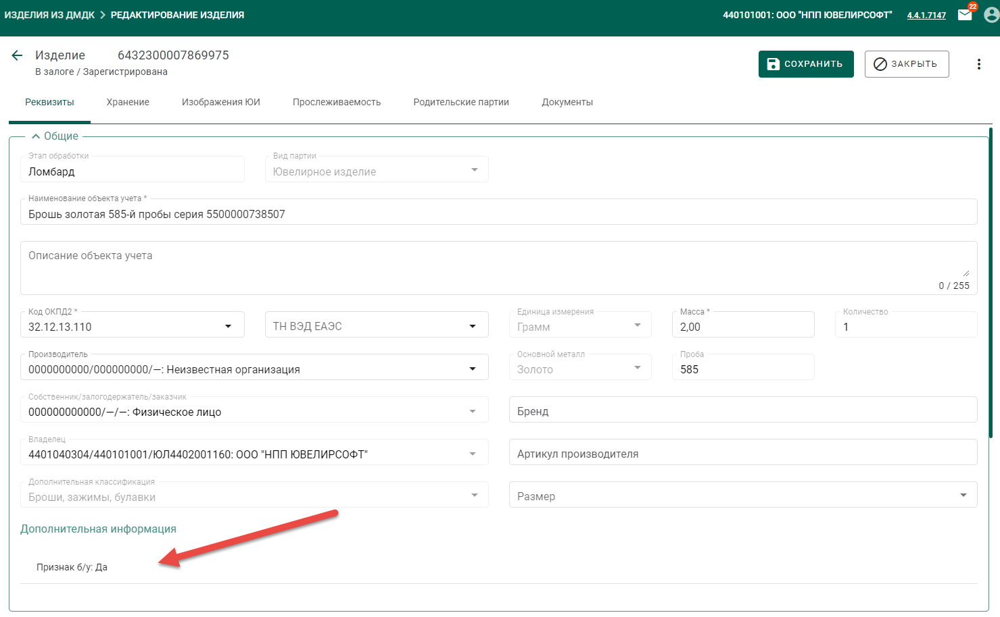 ИЗДЕЛИЯ ИЗ ДМДК > РЕДАКТИРОВАНИЕ ИЗДЕЛИЯ
440101001: ООО "НПП ЮВЕЛИРСОФТ" 4.4.1.7147 22
Изделие 6432300007869975
В залоге / Зарегистрирована
СОХРАНИТЬ ЗАКРЫТЬ
Реквизиты Хранение Изображения ЮИ Прослеживаемость Родительские партии Документы
Общие
Этап обработки
Ломбард
Вид партии
Ювелирное изделие
Наименование объекта учета *
Брошь золотая 585-й пробы серия 5500000738507
Описание объекта учета
0 / 255
Код ОКПД2 *
32.12.13.110
ТН ВЭД ЕАЭС
Единица измерения
Грамм
Масса *
2,00
Количество
1
Производитель
0000000000/000000000/—: Неизвестная организация
Основной металл
Золото
Проба
585
Собственник/залогодержатель/заказчик
000000000000/—/—: Физическое лицо
Бренд
Владелец
4401040304/440101001/ЮЛ4402001160: ООО "НПП ЮВЕЛИРСОФТ"
Артикул производителя
Дополнительная классификация
Броши, зажимы, булавки
Размер
Дополнительная информация
Признак б/у: Да